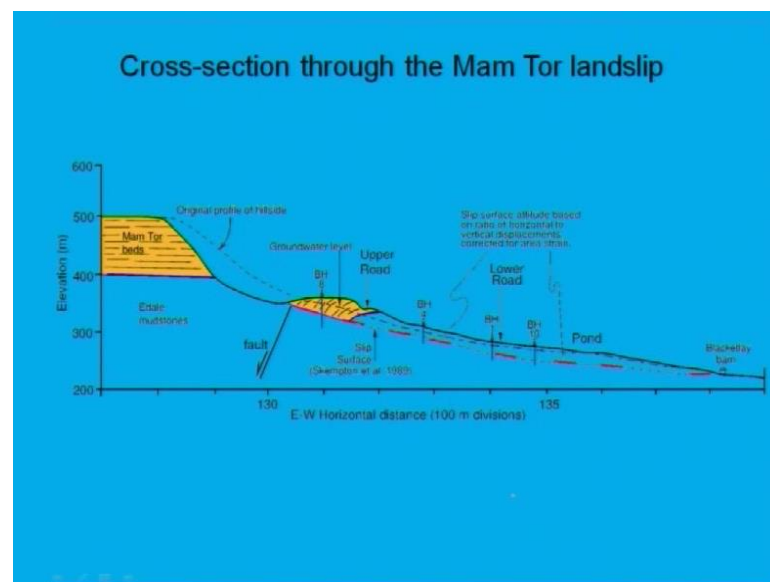 Cross-section through the Mam Tor landslip
600
500
400
300
200
Elevation (m)
Original profile of hillside
Mam Tor
beds
Edale
mudstones
Groundwater level
Upper
Road
BH
fault
Slip
Surface
(Skempton et al. 1989)
Slip surface attitude based
on ratio of horizontal to
vertical displacements,
corrected for area strain.
Lower
Road
BH
BH
BH
10
Pond
Blacketlay
barn
130
135
E-W Horizontal distance (100 m divisions)